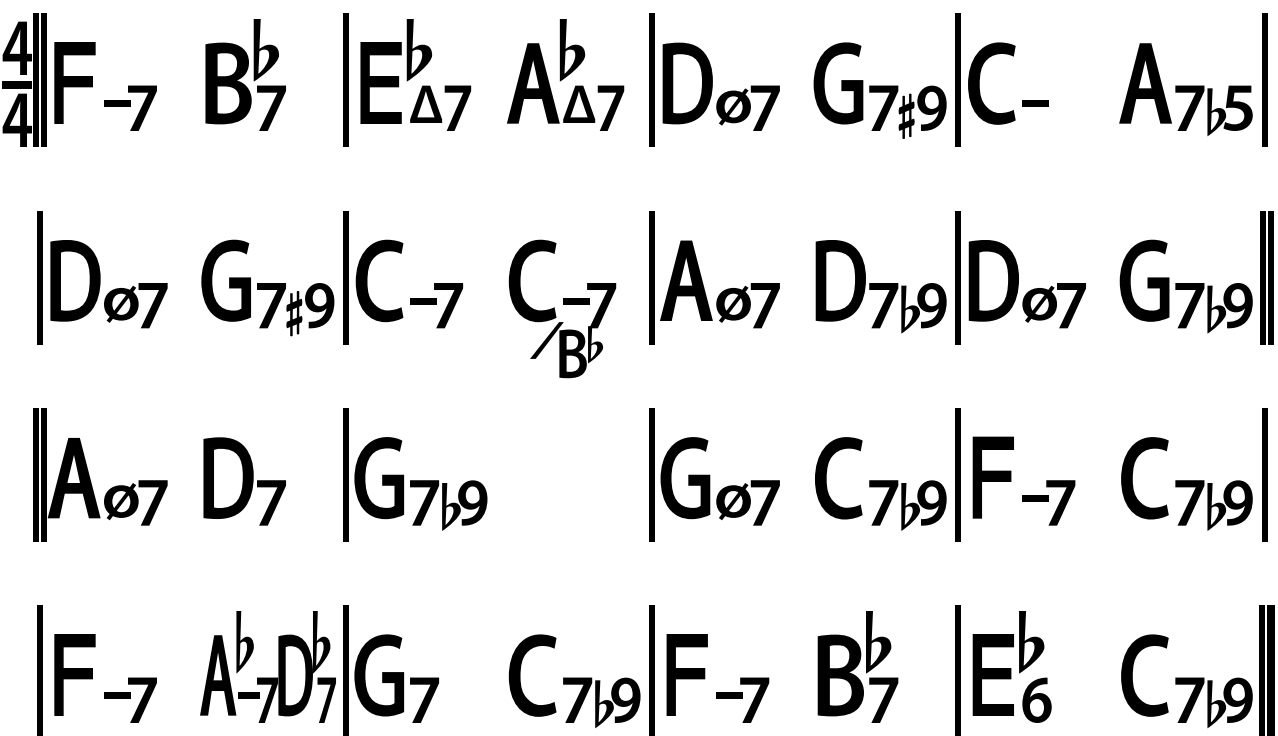 4/4 F–7 B♭7 E♭Δ7 A♭Δ7 Dø7 G7♯9 C– A7♭5
Dø7 G7♯9 C–7 C–7/B♭ Aø7 D7♭9 Dø7 G7♭9
Aø7 D7 G7♭9 Gø7 C7♭9 F–7 C7♭9
F–7 A♭–7 D♭7 G7 C7♭9 F–7 B♭7 E♭6 C7♭9